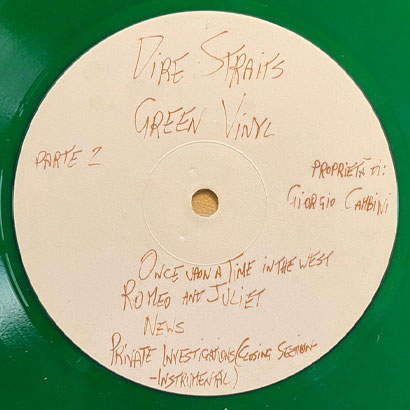 DIRE STRAITS
GREEN VINYL
PARTE 2
PROPRIETÀ DI:
GIORGIO CAMBINI
ONCE UPON A TIME IN THE WEST
ROMEO AND JULIET
NEWS
PRIVATE INVESTIGATIONS (CLOSING SECTION-
-INSTRIMENTAL)